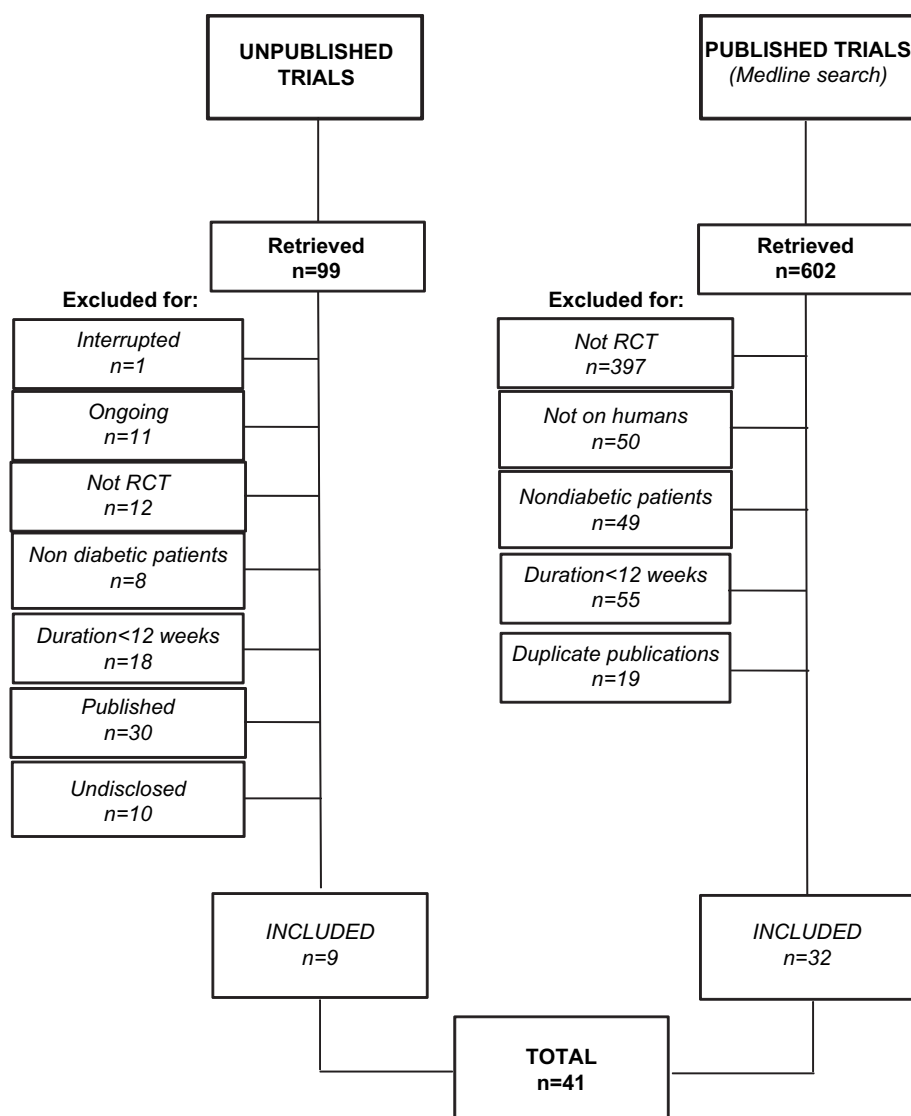 UNPUBLISHED
TRIALS
Retrieved
n=99
Excluded for:
Interrupted
n=1
Ongoing
n=11
Not RCT
n=12
Non diabetic patients
n=8
Duration<12 weeks
n=18
Published
n=30
Undisclosed
n=10
INCLUDED
n=9
PUBLISHED TRIALS
(Medline search)
Retrieved
n=602
Excluded for:
Not RCT
n=397
Not on humans
n=50
Nondiabetic patients
n=49
Duration<12 weeks
n=55
Duplicate publications
n=19
INCLUDED
n=32
TOTAL
n=41